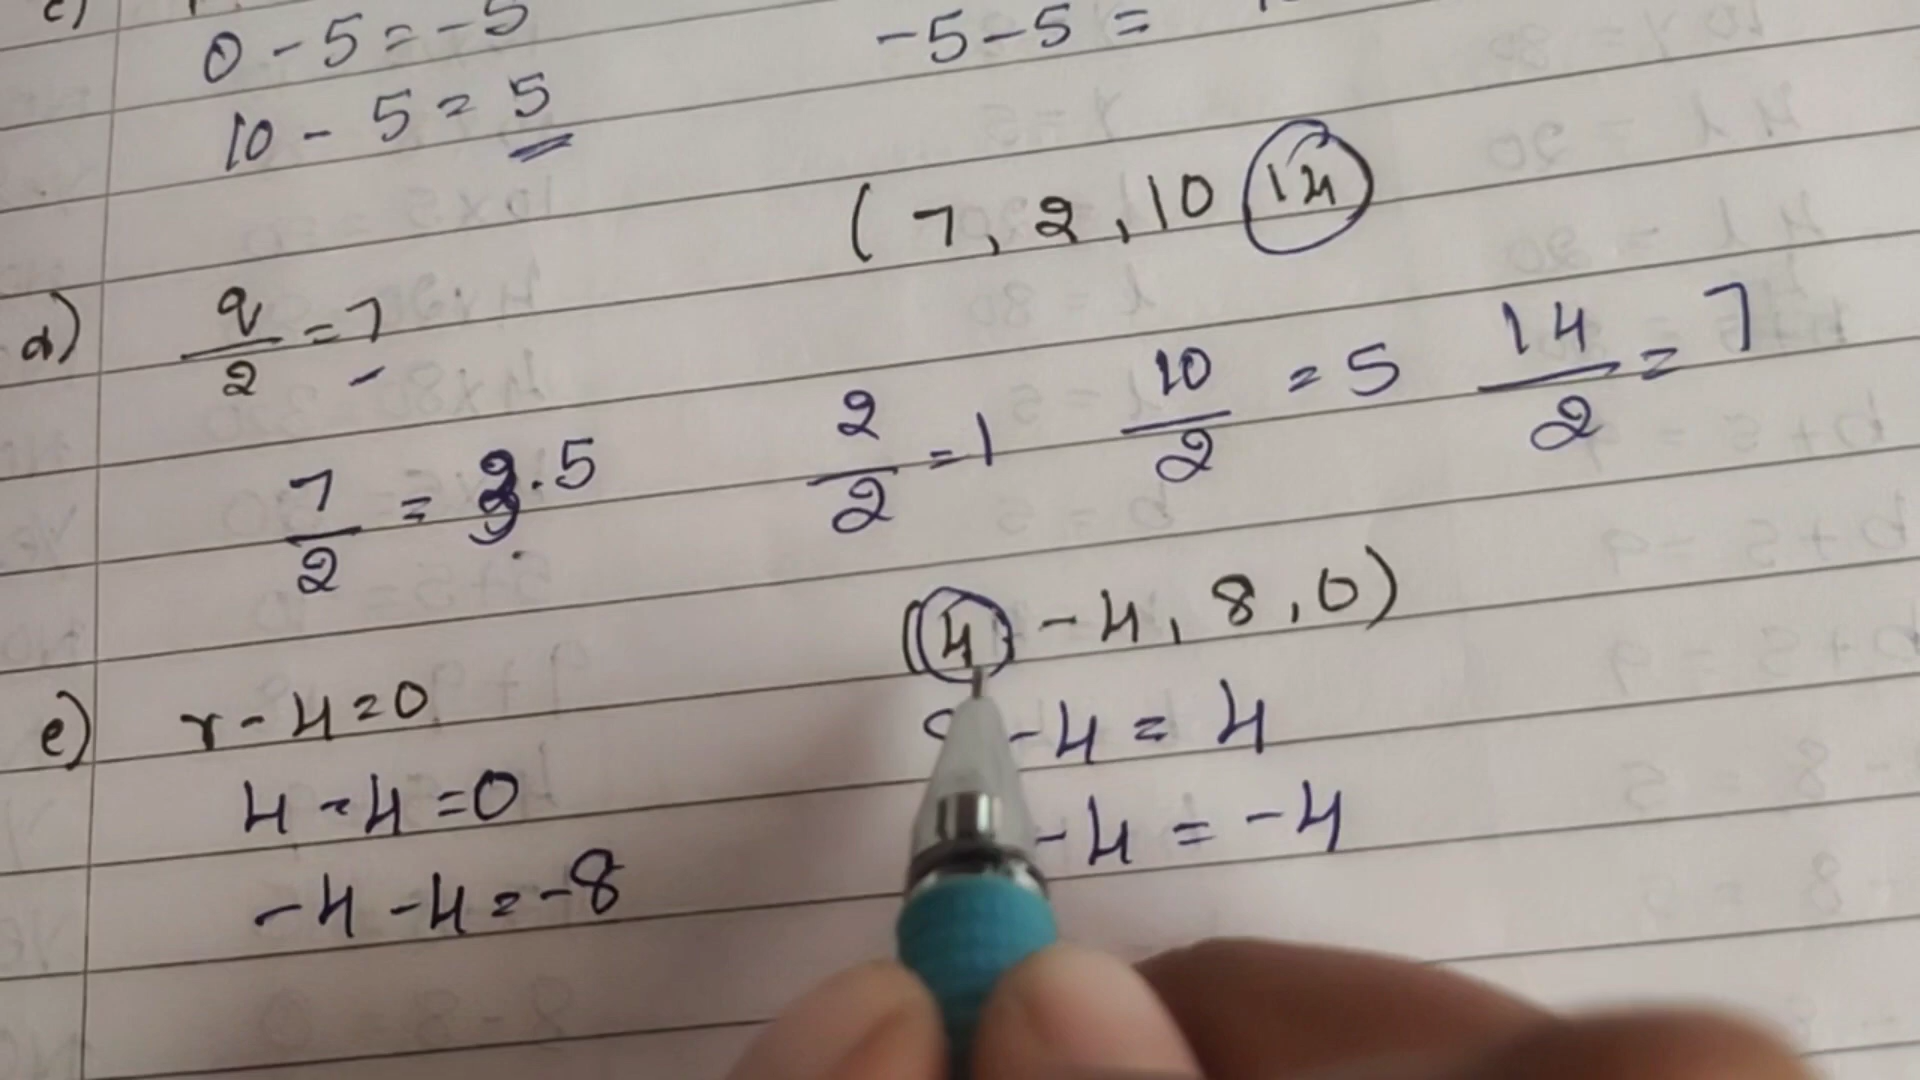 c)
0 - 5 = -5    -5 - 5 =
10 - 5 = 5
(7, 2, 10 14
d) q/2 = 7
7/2 = 3.5    2/2 = 1    10/2 = 5    14/2 = 7
(4, -4, 8, 0)
e) r - 4 = 0    - 4 = 4
4 - 4 = 0    - 4 = -4
-4 - 4 = -8